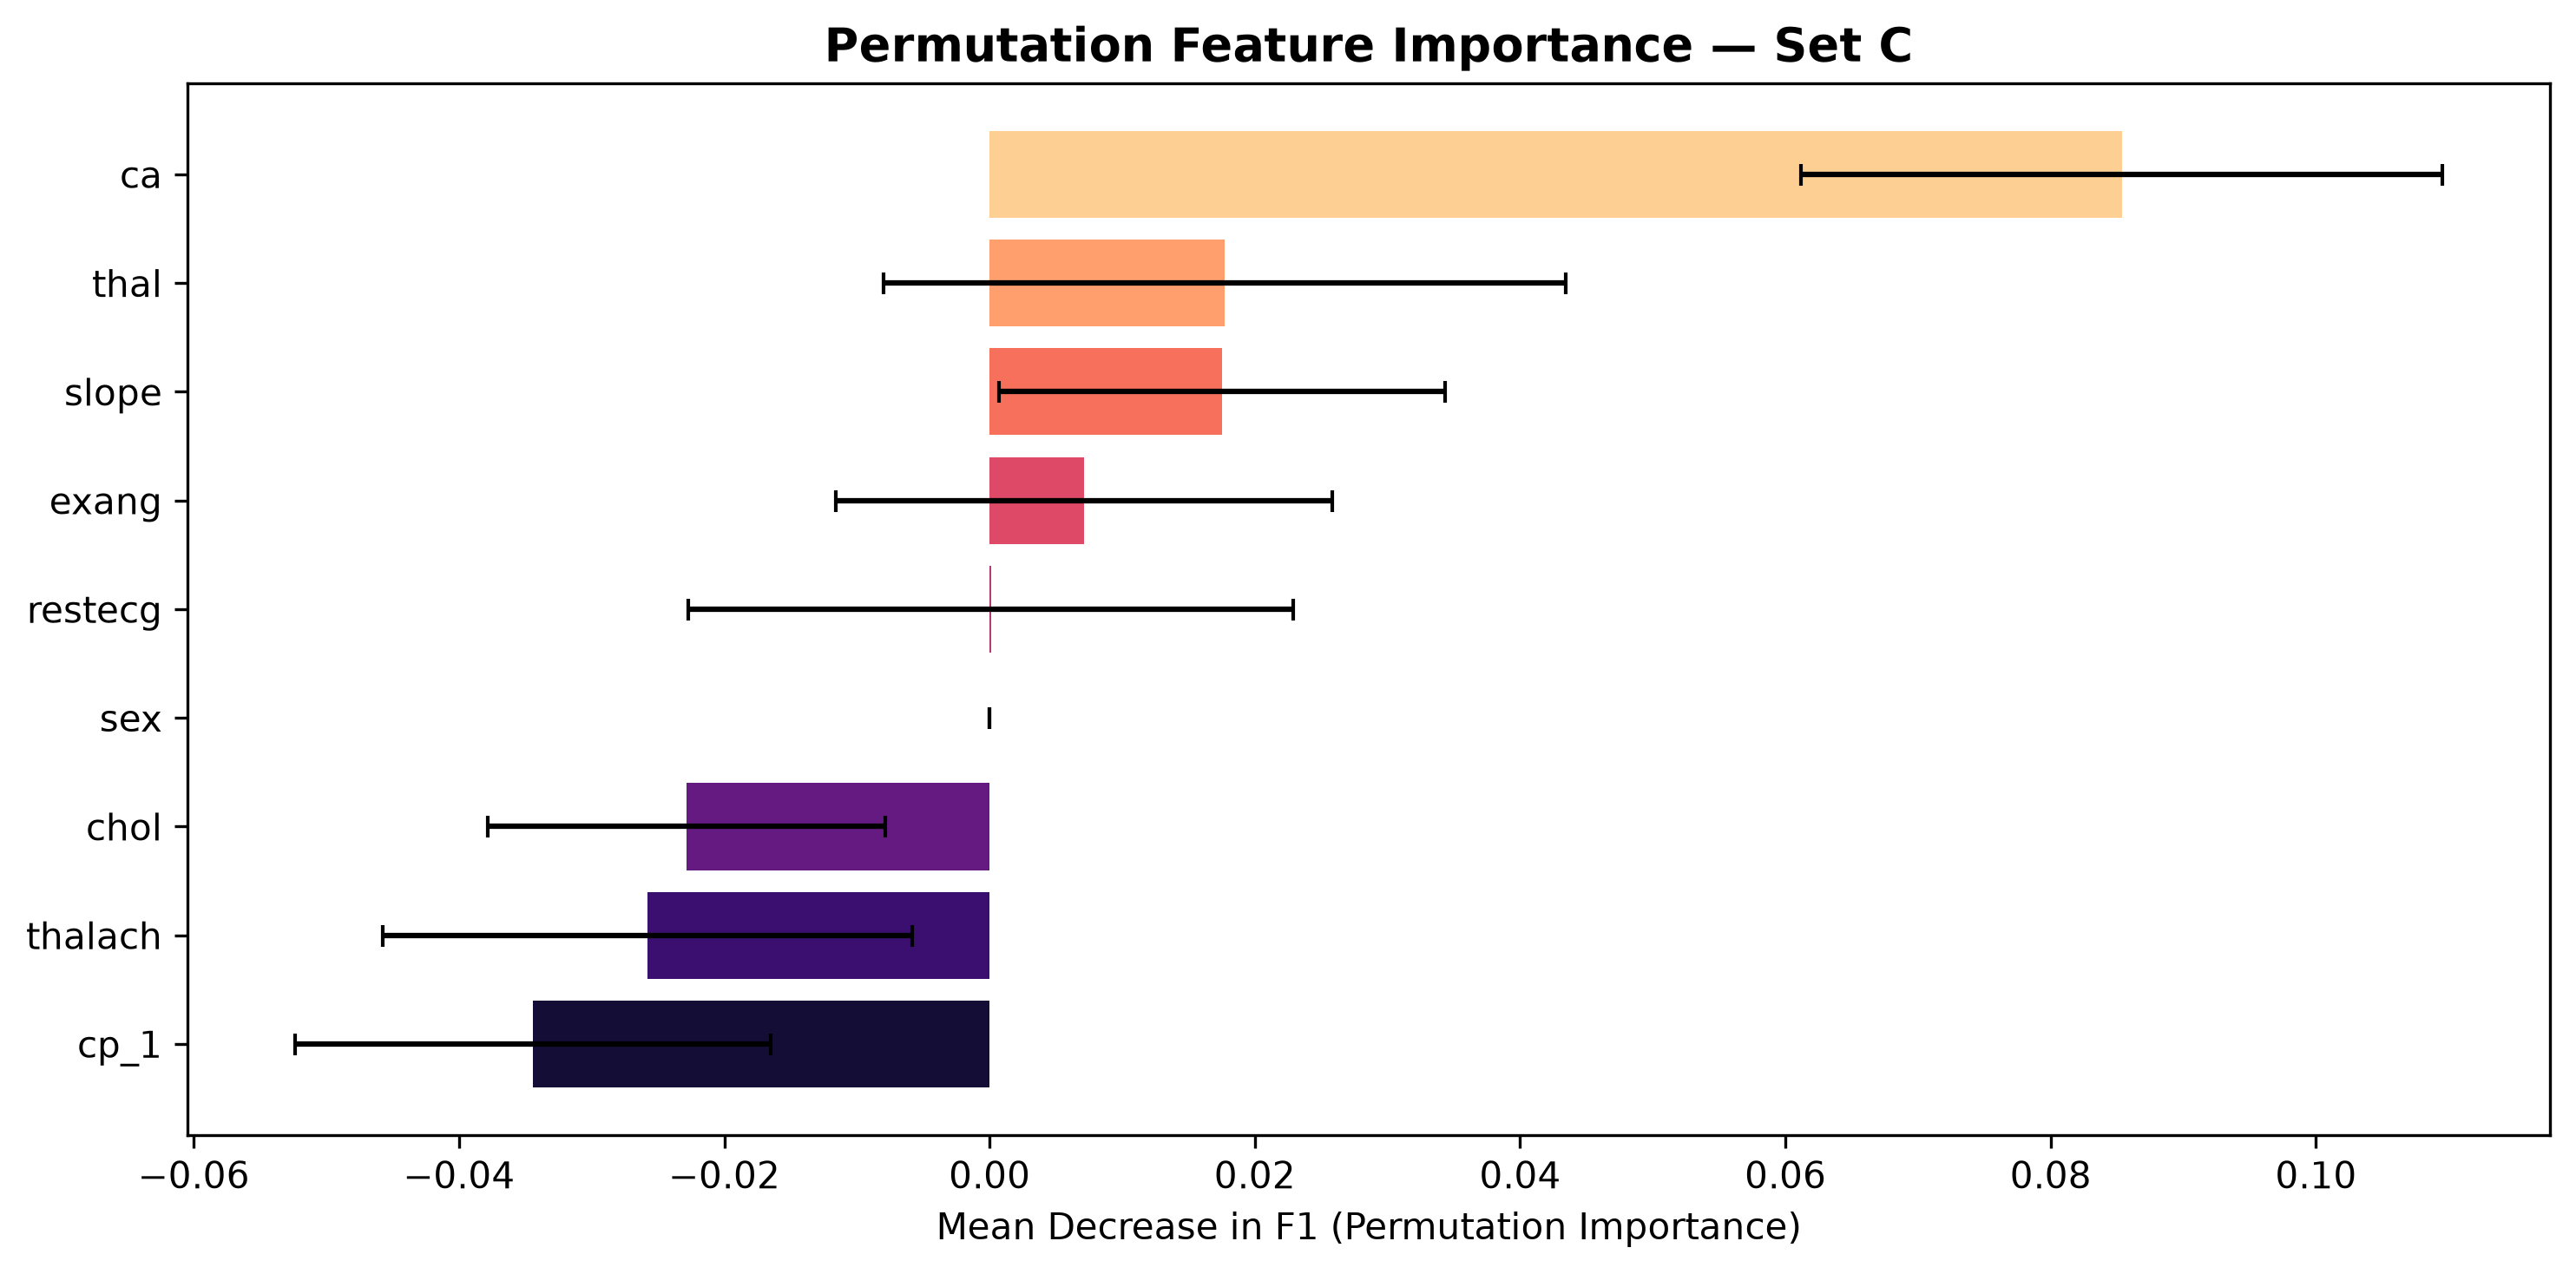 Permutation Feature Importance — Set C
ca
thal
slope
exang
restecg
sex
chol
thalach
cp_1
−0.06 −0.04 −0.02 0.00 0.02 0.04 0.06 0.08 0.10
Mean Decrease in F1 (Permutation Importance)